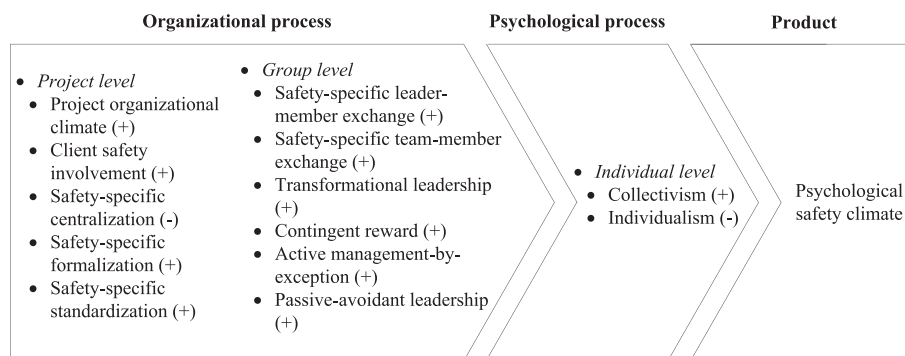 Organizational process
Psychological process
Product
• Project level
• Project organizational
climate (+)
• Client safety
involvement (+)
• Safety-specific
centralization (-)
• Safety-specific
formalization (+)
• Safety-specific
standardization (+)
• Group level
• Safety-specific leader-
member exchange (+)
• Safety-specific team-member
exchange (+)
• Transformational leadership
(+)
• Contingent reward (+)
• Active management-by-
exception (+)
• Passive-avoidant leadership
(+)
• Individual level
• Collectivism (+)
• Individualism (-)
Psychological
safety climate